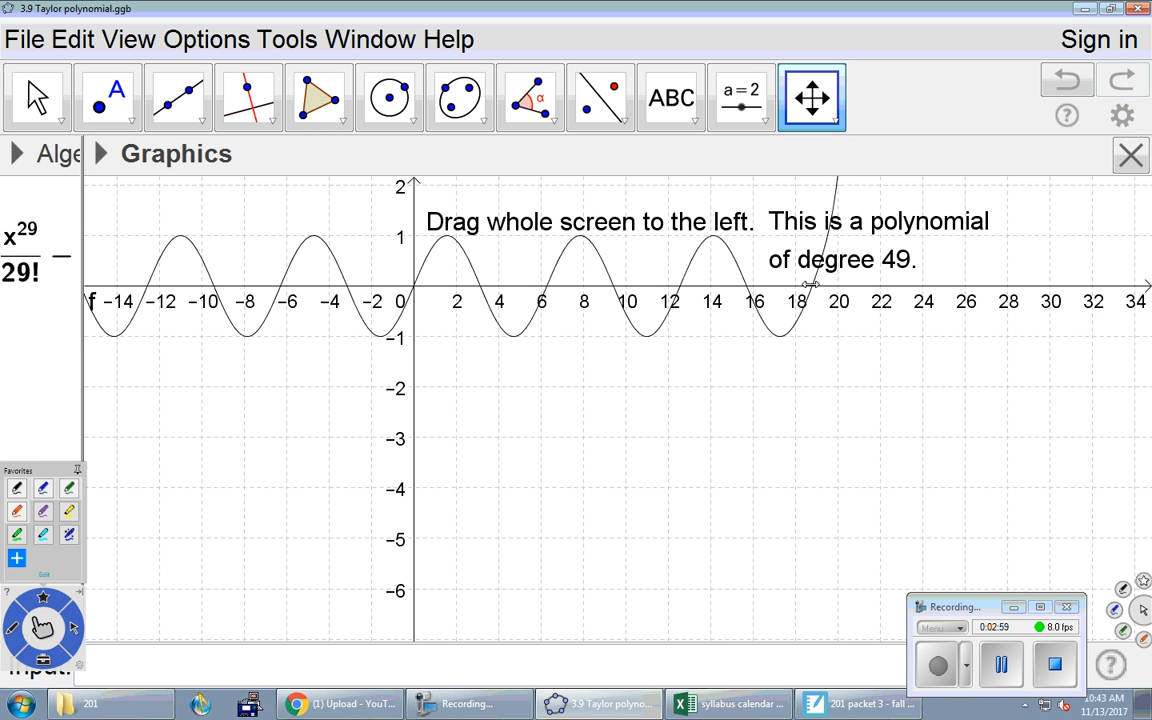 3.9 Taylor polynomial.ggb
File Edit View Options Tools Window Help
Sign in
A
α
ABC
a = 2
Alge
Graphics
x^29
29!
−
Drag whole screen to the left.
This is a polynomial
of degree 49.
2
1
f −14 −12 −10 −8 −6 −4 −2 0 2 4 6 8 10 12 14 16 18 20 22 24 26 28 30 32 34
−1
−2
−3
−4
−5
−6
Favorites
Edit
Input:
Recording...
Menu
0:02:59
8.0 fps
201
(1) Upload - YouT...
Recording...
3.9 Taylor polyno...
syllabus calendar ...
201 packet 3 - fall ...
10:43 AM
11/13/2017